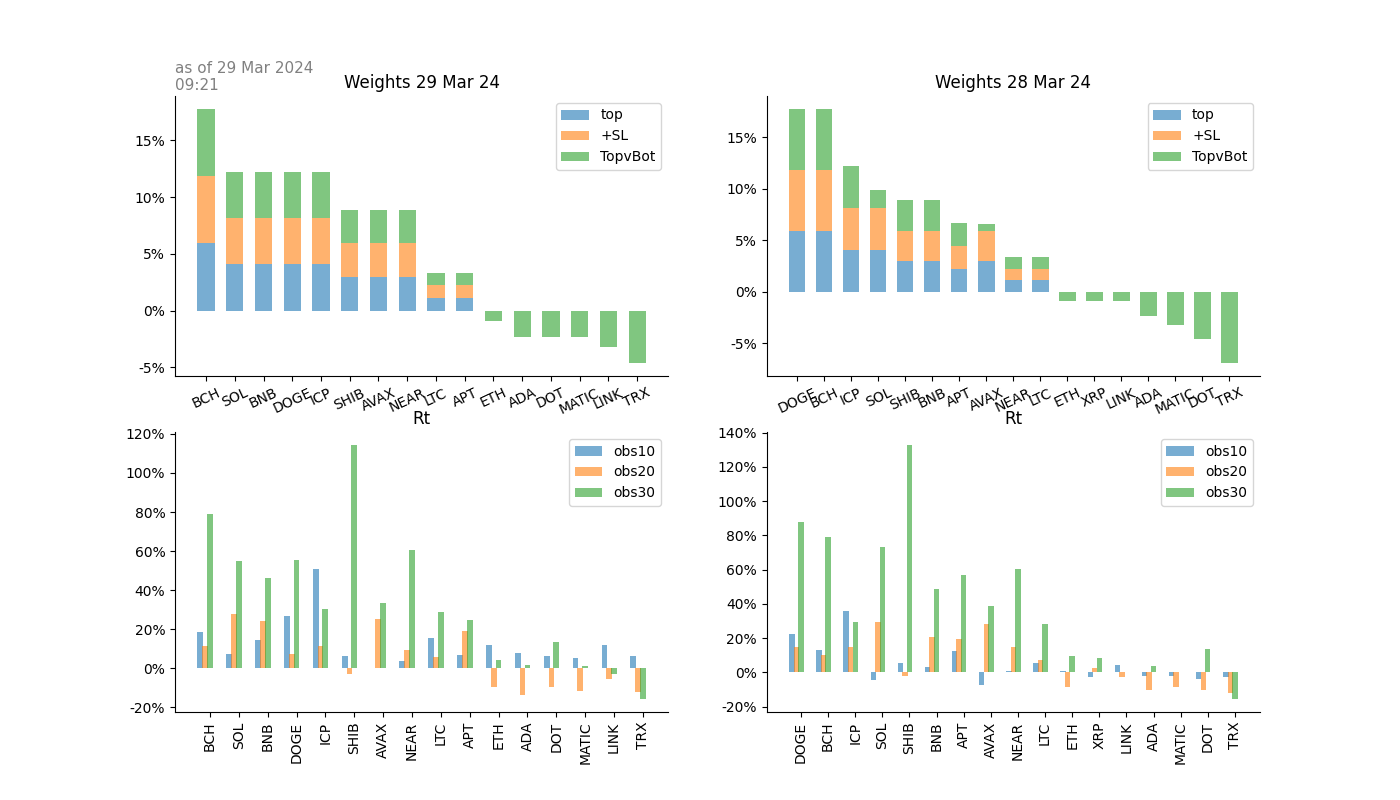 as of 29 Mar 2024
09:21
Weights 29 Mar 24
top
+SL
TopvBot
15%
10%
5%
0%
-5%
BCH SOL BNB DOGE ICP SHIB AVAX NEAR LTC APT ETH ADA DOT MATIC LINK TRX
Weights 28 Mar 24
top
+SL
TopvBot
15%
10%
5%
0%
-5%
DOGE BCH ICP SOL SHIB BNB APT AVAX NEAR LTC ETH XRP LINK ADA MATIC DOT TRX
Rt
obs10
obs20
obs30
120%
100%
80%
60%
40%
20%
0%
-20%
BCH SOL BNB DOGE ICP SHIB AVAX NEAR LTC APT ETH ADA DOT MATIC LINK TRX
Rt
obs10
obs20
obs30
140%
120%
100%
80%
60%
40%
20%
0%
-20%
DOGE BCH ICP SOL SHIB BNB APT AVAX NEAR LTC ETH XRP LINK ADA MATIC DOT TRX